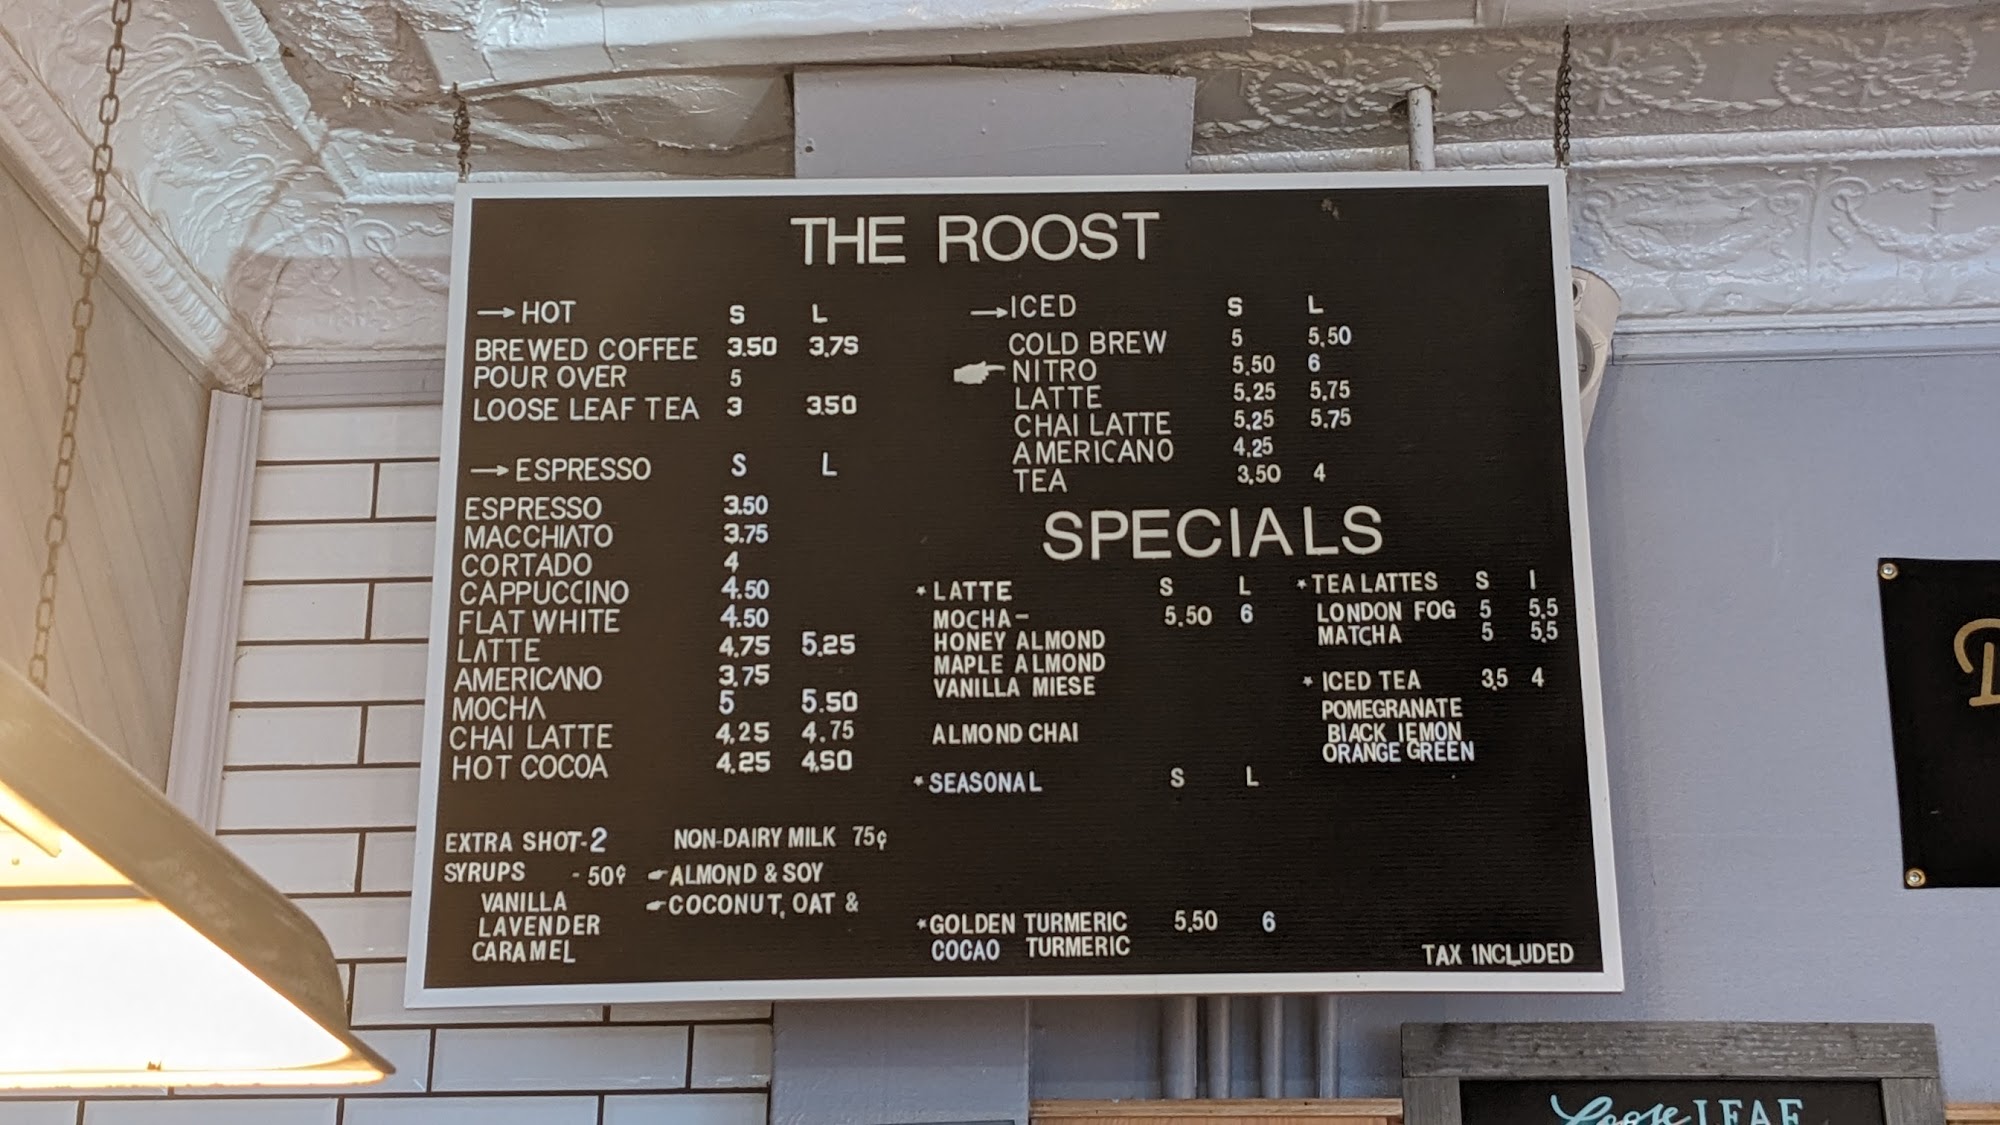 THE ROOST
→ HOT S L
BREWED COFFEE 3.50 3.75
POUR OVER 5
LOOSE LEAF TEA 3 3.50
→ ESPRESSO S L
ESPRESSO 3.50
MACCHIATO 3.75
CORTADO 4
CAPPUCCINO 4.50
FLAT WHITE 4.50
LATTE 4.75 5.25
AMERICANO 3.75
MOCHA 5 5.50
CHAI LATTE 4.25 4.75
HOT COCOA 4.25 4.50
EXTRA SHOT-2
SYRUPS - 50¢
VANILLA
LAVENDER
CARAMEL
NON-DAIRY MILK 75¢
ALMOND & SOY
COCONUT, OAT &
→ ICED S L
COLD BREW 5 5.50
NITRO 5.50 6
LATTE 5.25 5.75
CHAI LATTE 5.25 5.75
AMERICANO 4.25
TEA 3.50 4
SPECIALS
* LATTE S L
MOCHA- 5.50 6
HONEY ALMOND
MAPLE ALMOND
VANILLA MIESE
ALMOND CHAI
* SEASONAL S L
* GOLDEN TURMERIC 5.50 6
COCAO TURMERIC
* TEA LATTES S l
LONDON FOG 5 5.5
MATCHA 5 5.5
* ICED TEA 3.5 4
POMEGRANATE
BlACK lEMON
ORANGE GREEN
TAX 1NCLUDED
Loose LEAF